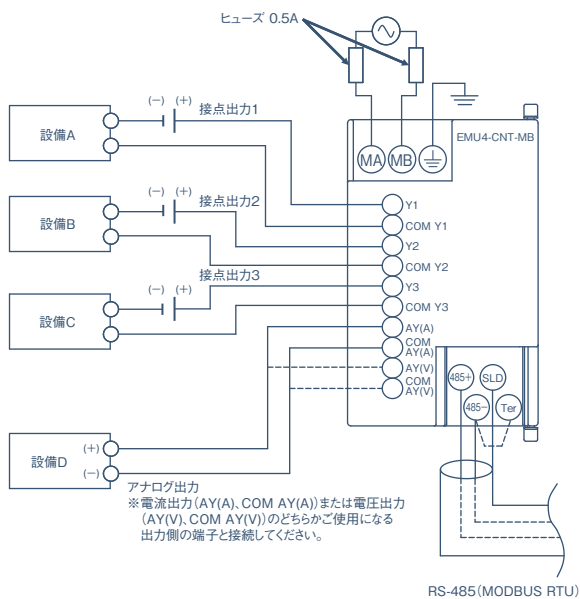 ヒューズ 0.5A
EMU4-CNT-MB
MA
MB
設備A
(−) (+)
接点出力1
設備B
(−) (+)
接点出力2
設備C
(−) (+)
接点出力3
Y1
COM Y1
Y2
COM Y2
Y3
COM Y3
AY(A)
COM
AY(A)
AY(V)
COM
AY(V)
485+
SLD
485−
Ter
設備D
(+)
(−)
アナログ出力
※電流出力(AY(A)、COM AY(A))または電圧出力
(AY(V)、COM AY(V))のどちらかご使用になる
出力側の端子と接続してください。
RS-485(MODBUS RTU)